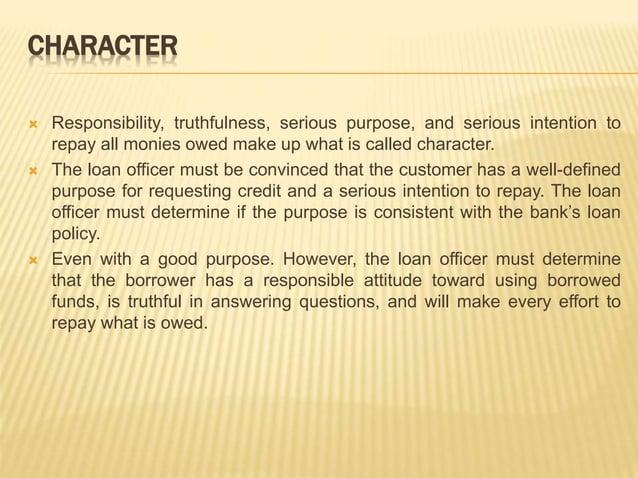 CHARACTER
Responsibility, truthfulness, serious purpose, and serious intention to
repay all monies owed make up what is called character.
The loan officer must be convinced that the customer has a well-defined
purpose for requesting credit and a serious intention to repay. The loan
officer must determine if the purpose is consistent with the bank’s loan
policy.
Even with a good purpose. However, the loan officer must determine
that the borrower has a responsible attitude toward using borrowed
funds, is truthful in answering questions, and will make every effort to
repay what is owed.